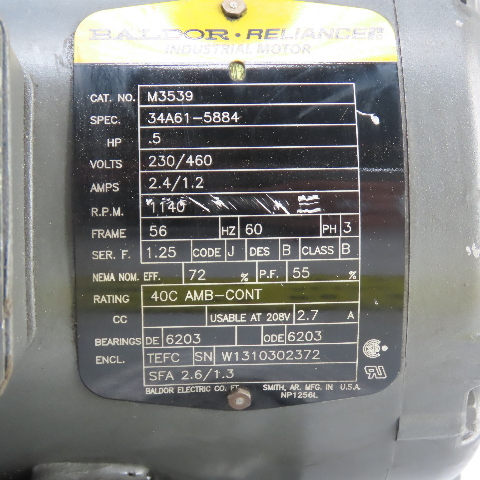 BALDOR • RELIANCE
INDUSTRIAL MOTOR
CAT. NO. M3539
SPEC. 34A61-5884
HP .5
VOLTS 230/460
AMPS 2.4/1.2
R.P.M. 1140
FRAME 56 HZ 60 PH 3
SER. F. 1.25 CODE J DES B CLASS B
NEMA NOM. EFF. 72 % P.F. 55 %
RATING 40C AMB-CONT
CC USABLE AT 208V 2.7 A
BEARINGS DE 6203 ODE 6203
ENCL. TEFC SN W1310302372
SFA 2.6/1.3
BALDOR ELECTRIC CO. FT. SMITH, AR. MFG. IN U.S.A.
NP1256L